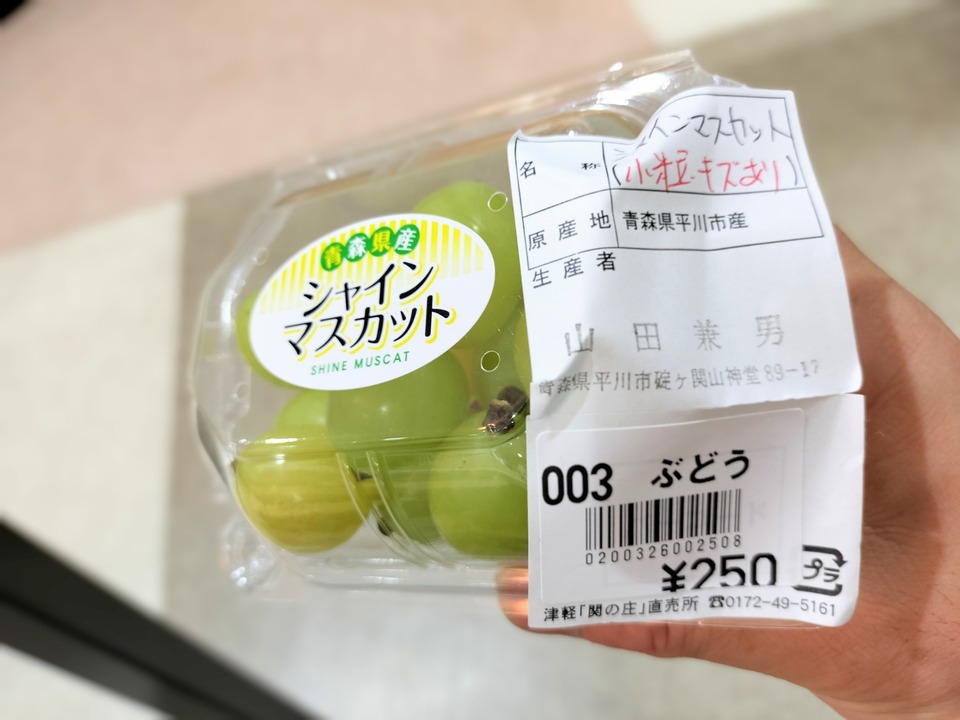 青森県産
シャイン
マスカット
SHINE MUSCAT
名称 インマスカット
(小粒・キズあり)
原産地 青森県平川市産
生産者
山田兼男
青森県平川市碇ヶ関山神堂89-17
003 ぶどう
0200326002508
¥250
プラ
津軽「関の庄」直売所 ☎0172-49-5161